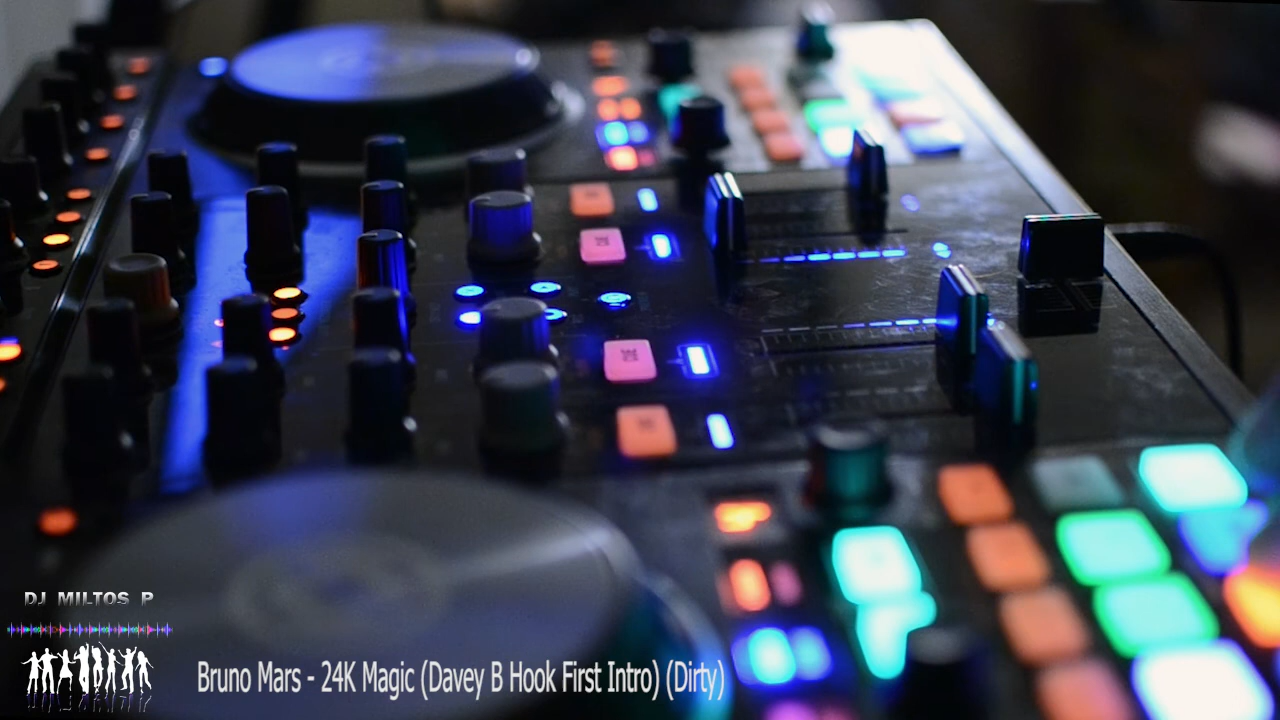 DJ MILTOS P
Bruno Mars - 24K Magic (Davey B Hook First Intro) (Dirty)